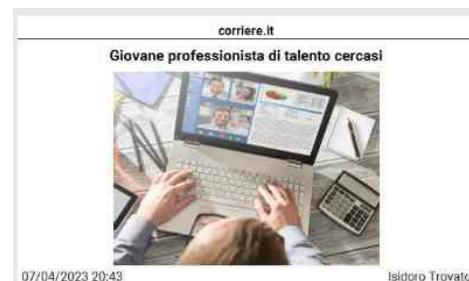 corriere.it
Giovane professionista di talento cercasi
07/04/2023 20:43
Isidoro Trovato